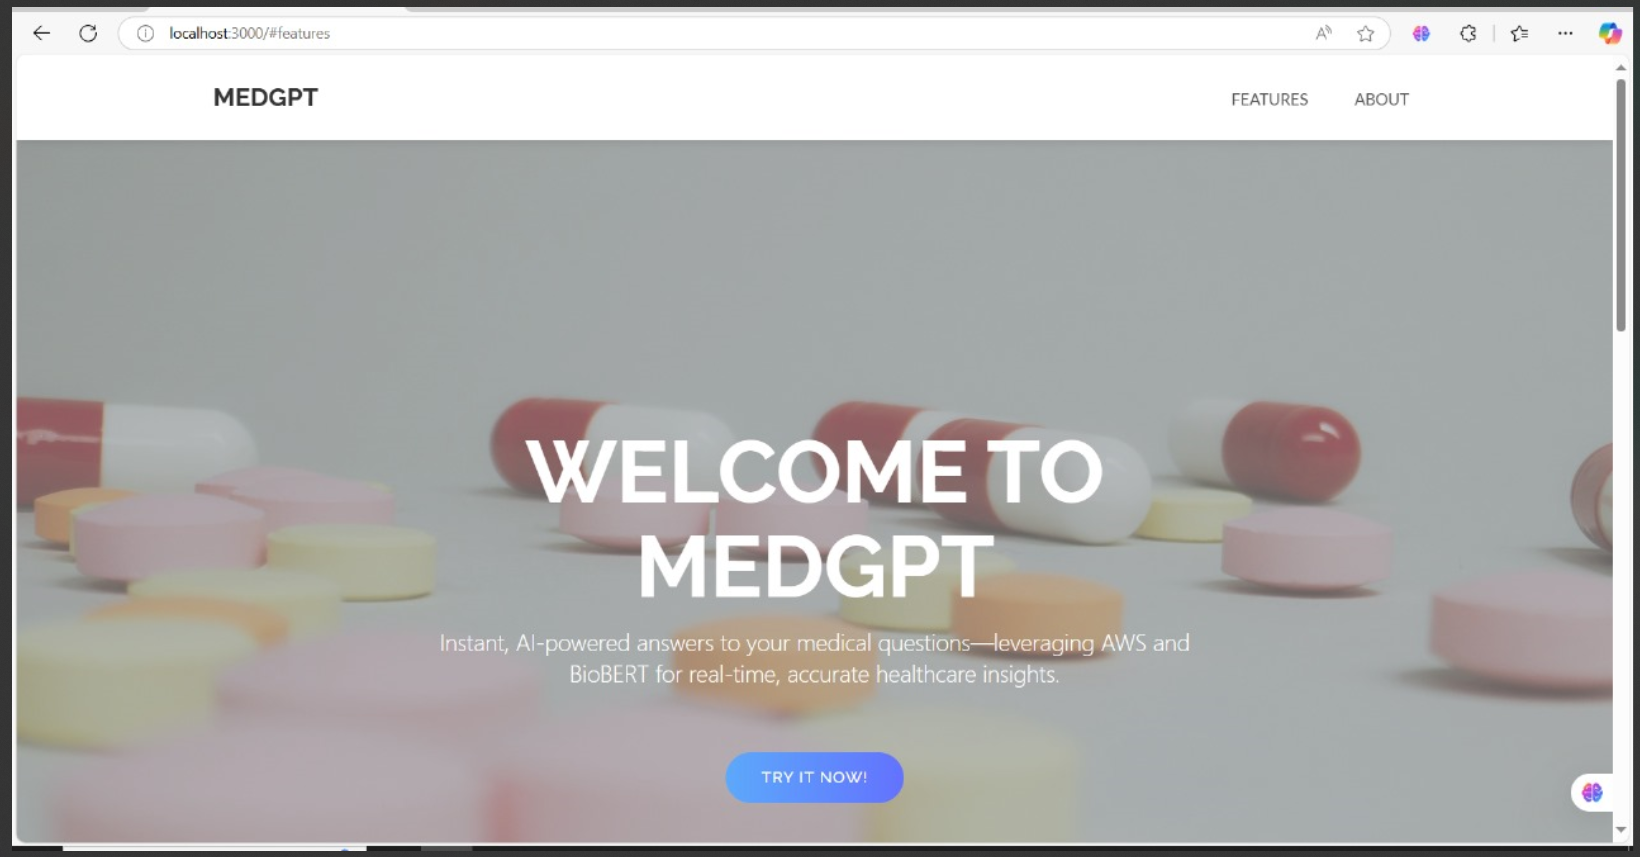 localhost:3000/#features
MEDGPT
FEATURES ABOUT
WELCOME TO
MEDGPT
Instant, AI-powered answers to your medical questions—leveraging AWS and
BioBERT for real-time, accurate healthcare insights.
TRY IT NOW!